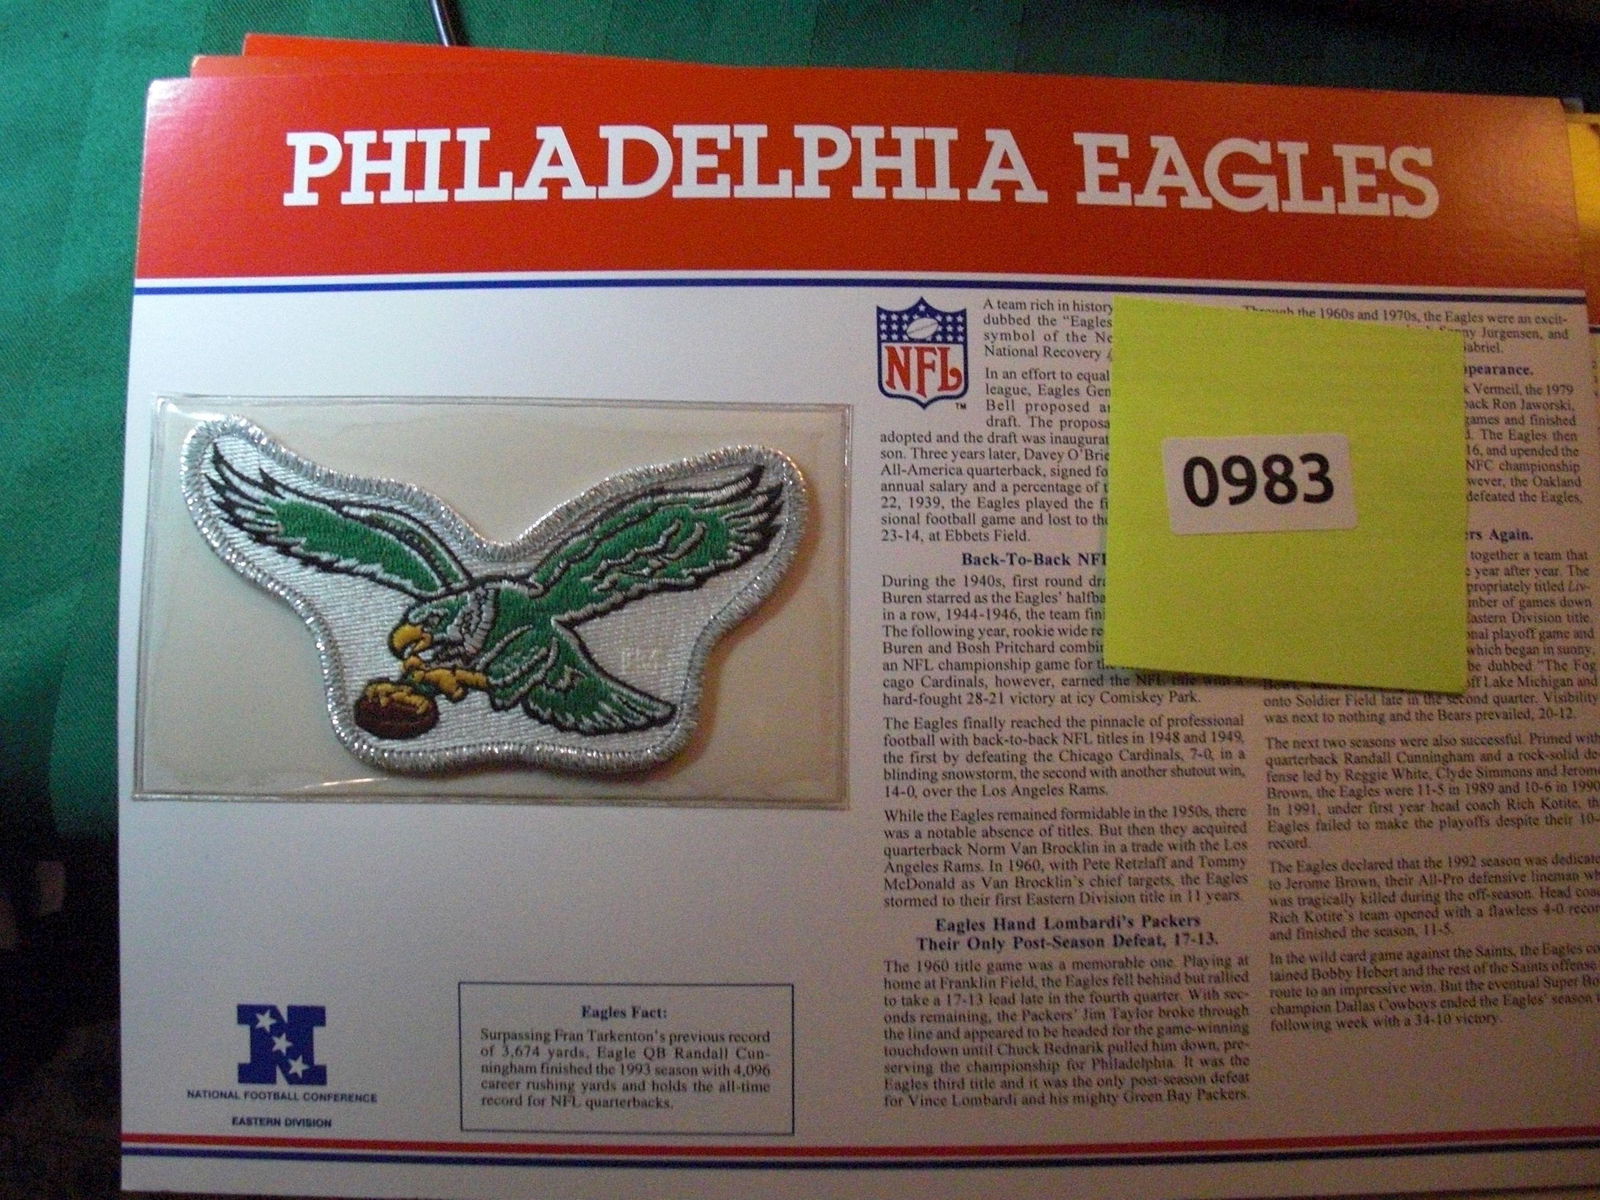 PHILADELPHIA EAGLES
NFL
TM
A team rich in history
dubbed the "Eagles
symbol of the Ne
National Recovery
In an effort to equal
league, Eagles Gen
Bell proposed
draft. The proposa
adopted and the draft was inaugurat
son. Three years later, Davey O'Brie
All-America quarterback, signed fo
annual salary and a percentage of t
22, 1939, the Eagles played the fi
sional football game and lost to the
23-14, at Ebbets Field.
Back-To-Back NFL
During the 1940s, first round dra
Buren starred as the Eagles' halfba
in a row, 1944-1946, the team fini
The following year, rookie wide re
Buren and Bosh Pritchard combin
an NFL championship game for the
cago Cardinals, however, earned the NFL title with a
hard-fought 28-21 victory at icy Comiskey Park.
The Eagles finally reached the pinnacle of professional
football with back-to-back NFL titles in 1948 and 1949,
the first by defeating the Chicago Cardinals, 7-0, in a
blinding snowstorm, the second with another shutout win,
14-0, over the Los Angeles Rams.
While the Eagles remained formidable in the 1950s, there
was a notable absence of titles. But then they acquired
quarterback Norm Van Brocklin in a trade with the Los
Angeles Rams. In 1960, with Pete Retzlaff and Tommy
McDonald as Van Brocklin's chief targets, the Eagles
stormed to their first Eastern Division title in 11 years.
Eagles Hand Lombardi's Packers
Their Only Post-Season Defeat, 17-13.
The 1960 title game was a memorable one. Playing at
home at Franklin Field, the Eagles fell behind but rallied
to take a 17-13 lead late in the fourth quarter. With sec-
onds remaining, the Packers' Jim Taylor broke through
the line and appeared to be headed for the game-winning
touchdown until Chuck Bednarik pulled him down, pre-
serving the championship for Philadelphia. It was the
Eagles third title and it was the only post-season defeat
for Vince Lombardi and his mighty Green Bay Packers.
Through the 1960s and 1970s, the Eagles were an excit-
Sonny Jurgensen, and
Gabriel.
ppearance.
k Vermeil, the 1979
back Ron Jaworski,
games and finished
The Eagles then
16, and upended the
NFC championship
wever, the Oakland
defeated the Eagles,
rs Again.
together a team that
year after year. The
propriately titled Liv-
mber of games down
Eastern Division title.
onal playoff game and
which began in sunny,
be dubbed "The Fog
Bowl, off Lake Michigan and
onto Soldier Field late in the second quarter. Visibility
was next to nothing and the Bears prevailed, 20-12.
The next two seasons were also successful. Primed with
quarterback Randall Cunningham and a rock-solid de-
fense led by Reggie White, Clyde Simmons and Jerome
Brown, the Eagles were 11-5 in 1989 and 10-6 in 1990
In 1991, under first year head coach Rich Kotite, th
Eagles failed to make the playoffs despite their 10-
record.
The Eagles declared that the 1992 season was dedicate
to Jerome Brown, their All-Pro defensive lineman wh
was tragically killed during the off-season. Head coac
Rich Kotite's team opened with a flawless 4-0 recor
and finished the season, 11-5.
In the wild card game against the Saints, the Eagles co
tained Bobby Hebert and the rest of the Saints offense
route to an impressive win. But the eventual Super Bo
champion Dallas Cowboys ended the Eagles' season
following week with a 34-10 victory.
0983
N
NATIONAL FOOTBALL CONFERENCE
EASTERN DIVISION
Eagles Fact:
Surpassing Fran Tarkenton's previous record
of 3,674 yards, Eagle QB Randall Cun-
ningham finished the 1993 season with 4,096
career rushing yards and holds the all-time
record for NFL quarterbacks.